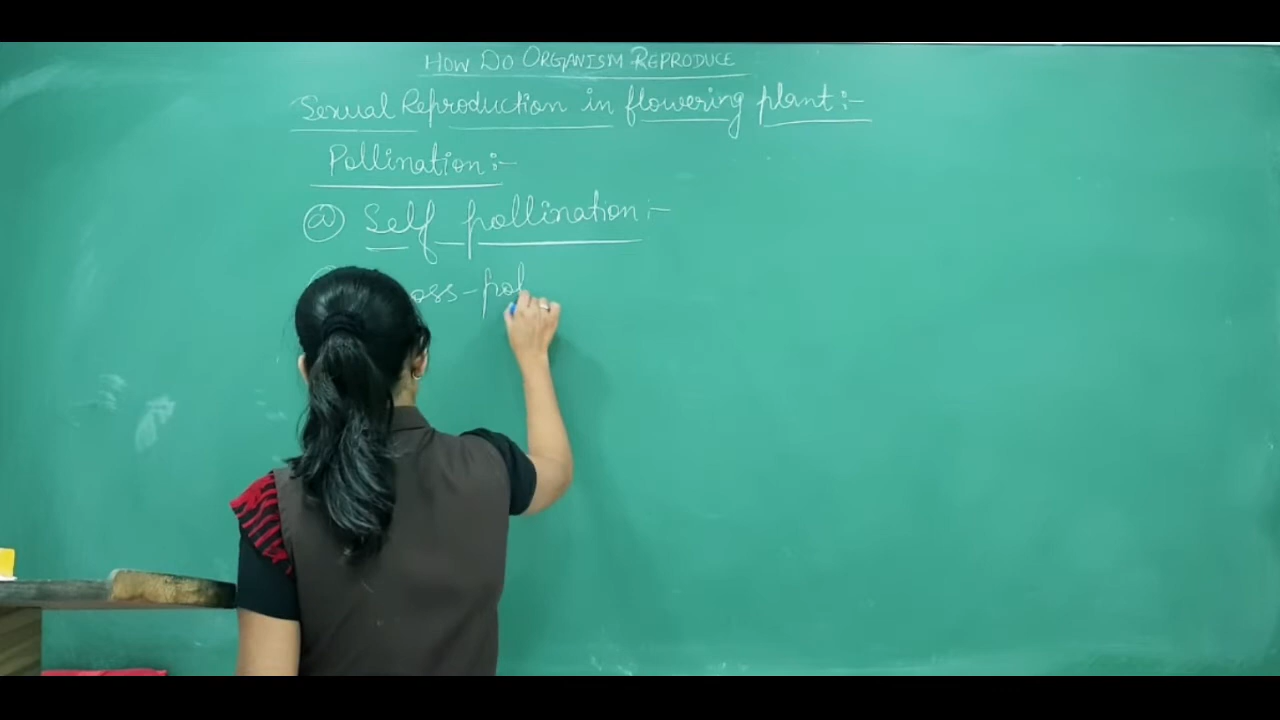 HOW DO ORGANISM REPRODUCE
Sexual Reproduction in flowering plant:-
Pollination:-
(a) Self pollination:-
oss-pol